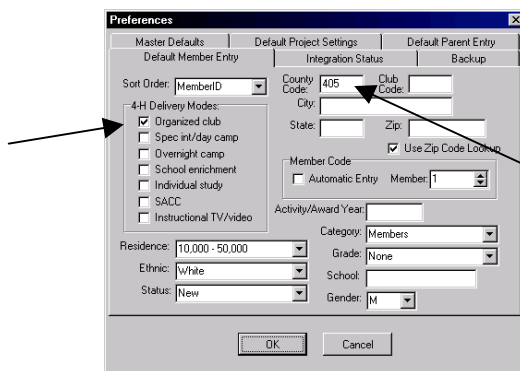 Preferences
Master Defaults Default Project Settings Default Parent Entry
Default Member Entry Integration Status Backup
Sort Order: MemberID
County Code: 405 Club Code:
City:
State: Zip:
Use Zip Code Lookup
4-H Delivery Modes:
Organized club
Spec int/day camp
Overnight camp
School enrichment
Individual study
SACC
Instructional TV/video
Member Code
Automatic Entry Member: 1
Activity/Award Year:
Category: Members
Grade: None
School:
Gender: M
Residence: 10,000 - 50,000
Ethnic: White
Status: New
OK Cancel